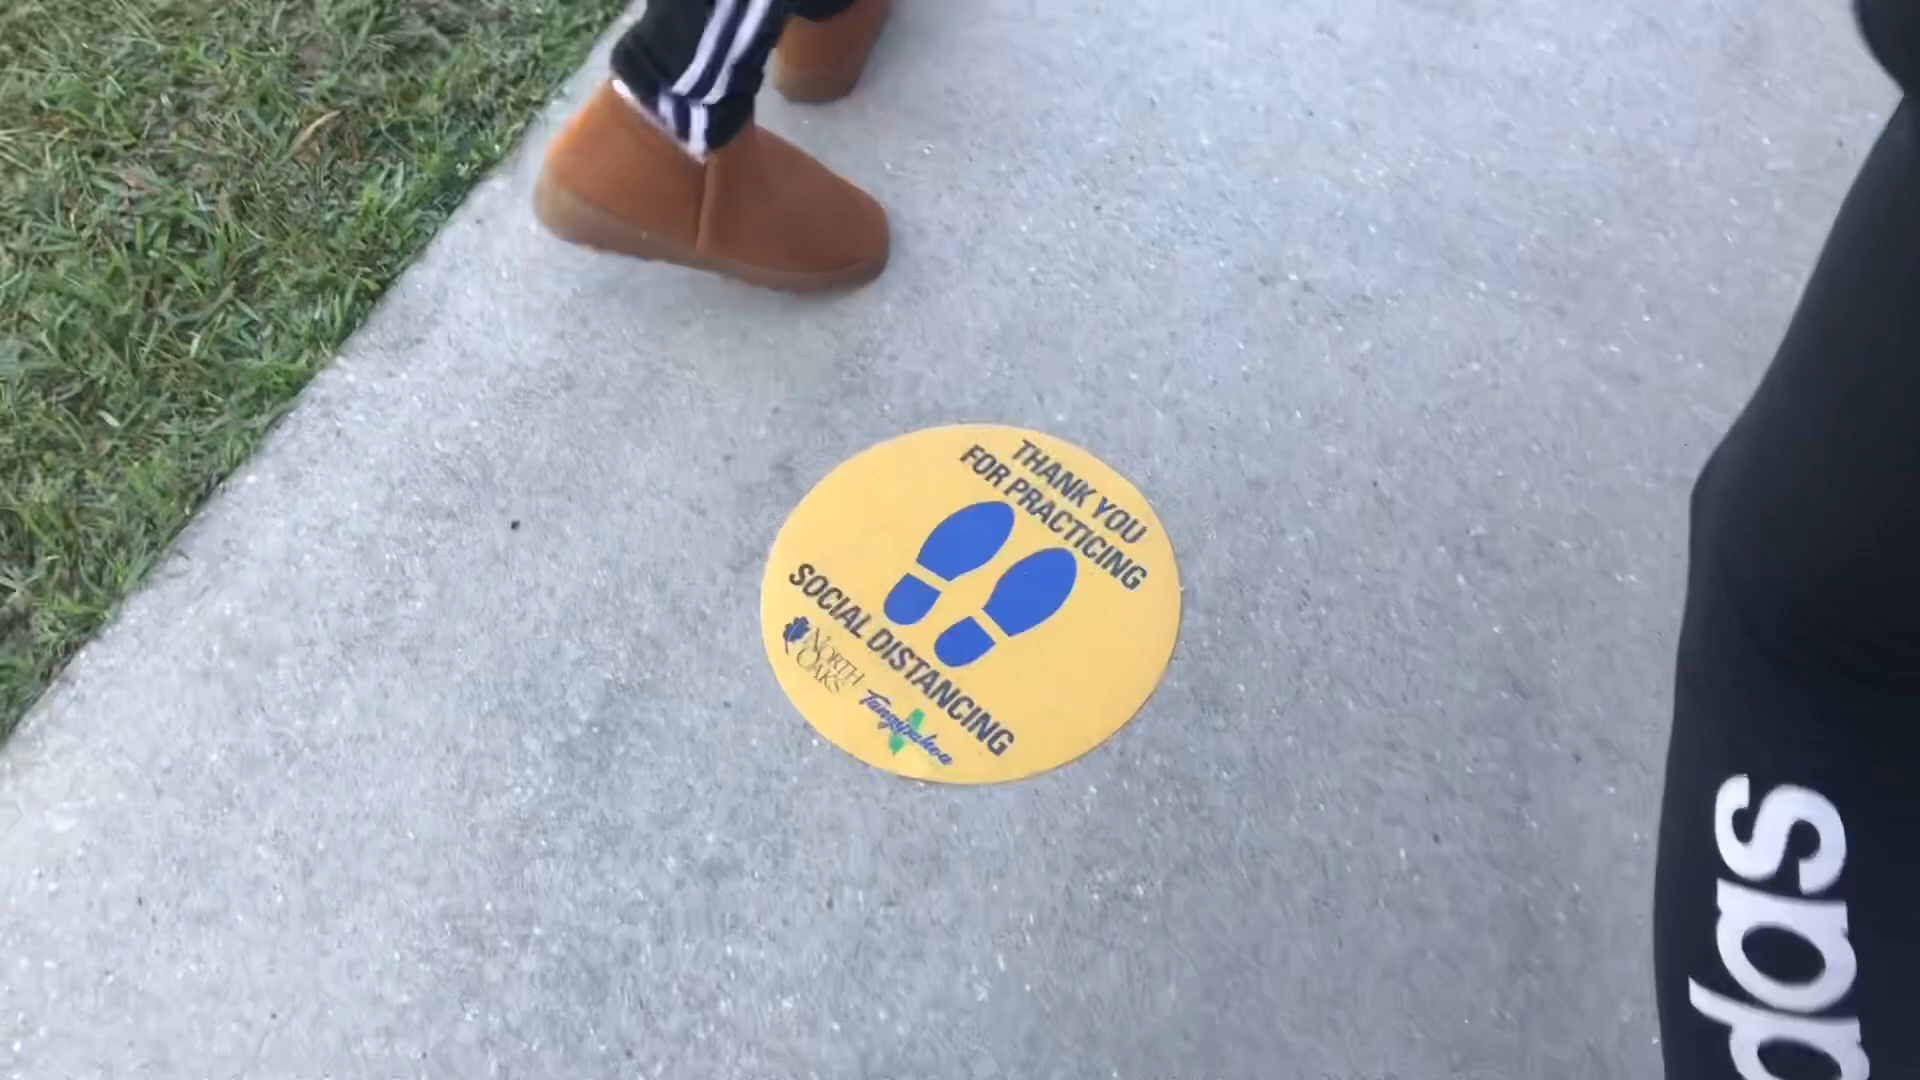 THANK YOU
FOR PRACTICING
SOCIAL DISTANCING
NORTH
OAKS
Tangipahoa
das